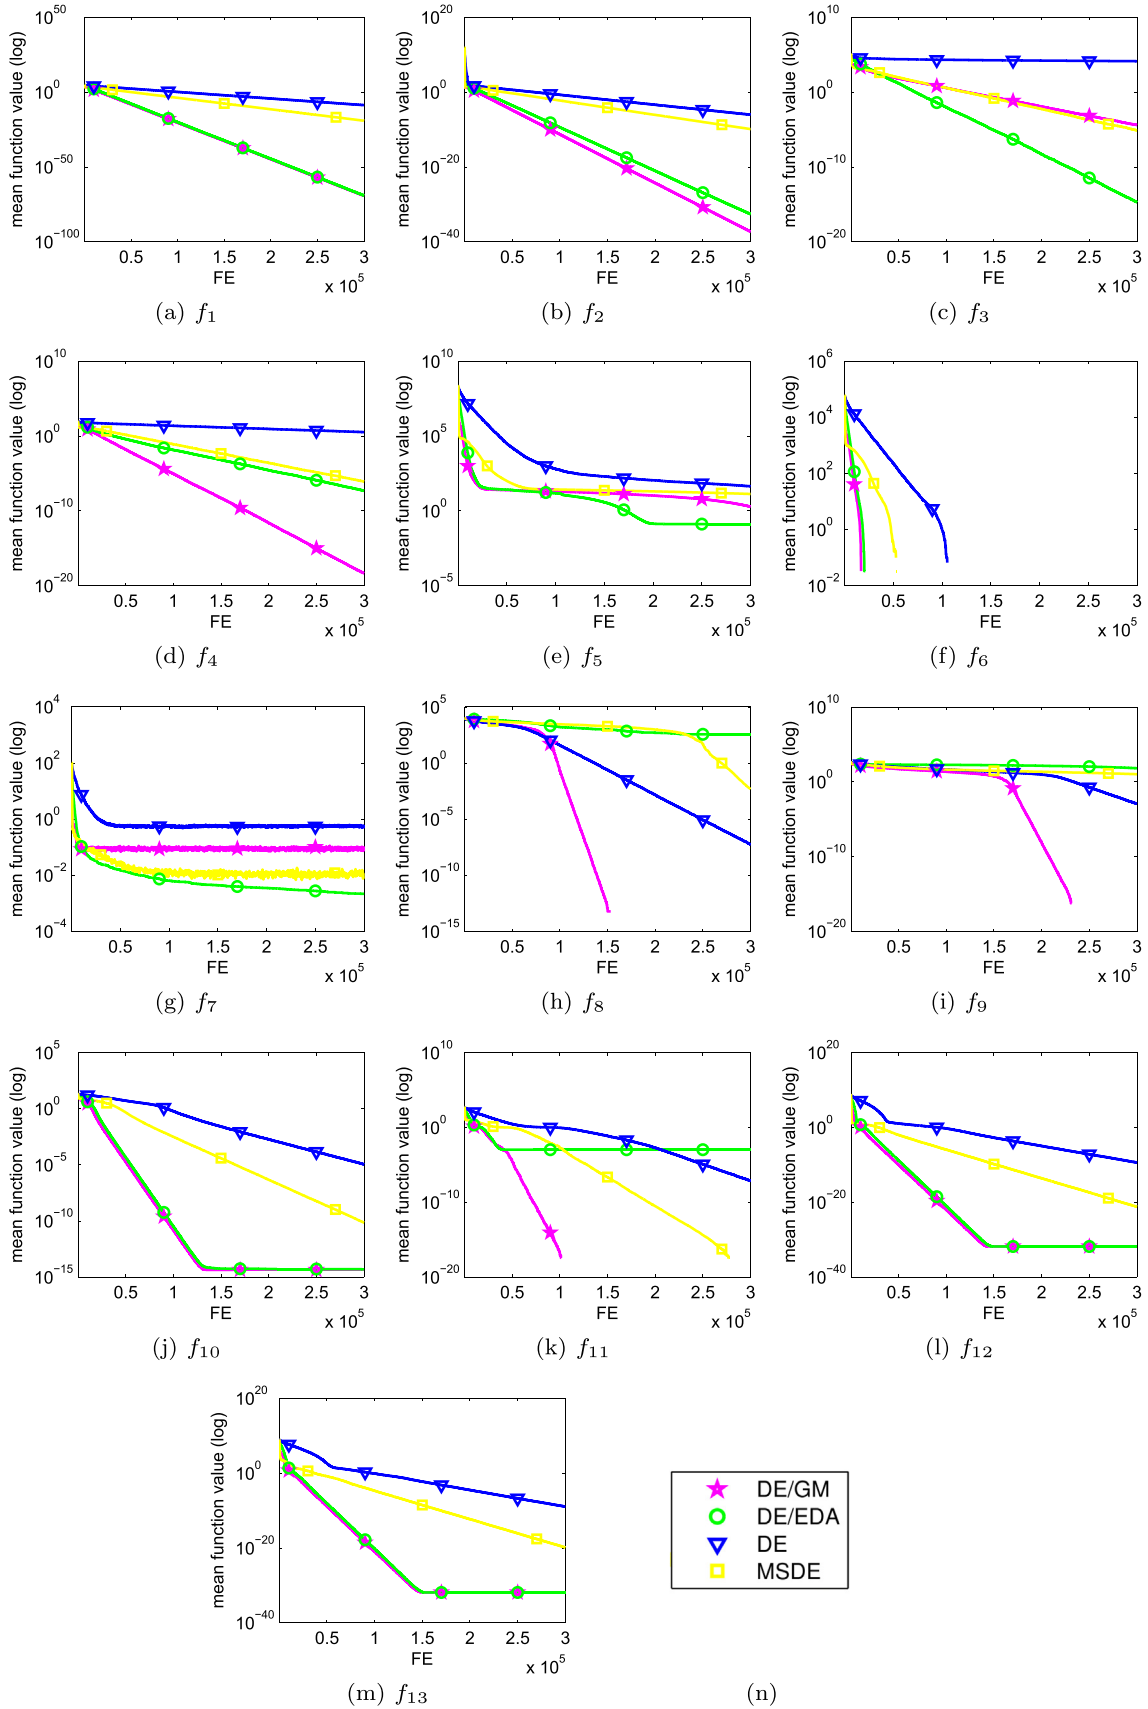 mean function value (log)
10^50
10^0
10^−50
10^−100
0.5 1 1.5 2 2.5 3
FE
x 10^5
(a) f_1
mean function value (log)
10^20
10^0
10^−20
10^−40
0.5 1 1.5 2 2.5 3
FE
x 10^5
(b) f_2
mean function value (log)
10^10
10^0
10^−10
10^−20
0.5 1 1.5 2 2.5 3
FE
x 10^5
(c) f_3
mean function value (log)
10^10
10^0
10^−10
10^−20
0.5 1 1.5 2 2.5 3
FE
x 10^5
(d) f_4
mean function value (log)
10^10
10^5
10^0
10^−5
0.5 1 1.5 2 2.5 3
FE
x 10^5
(e) f_5
mean function value (log)
10^6
10^4
10^2
10^0
10^−2
0.5 1 1.5 2 2.5 3
FE
x 10^5
(f) f_6
mean function value (log)
10^4
10^2
10^0
10^−2
10^−4
0.5 1 1.5 2 2.5 3
FE
x 10^5
(g) f_7
mean function value (log)
10^5
10^0
10^−5
10^−10
10^−15
0.5 1 1.5 2 2.5 3
FE
x 10^5
(h) f_8
mean function value (log)
10^10
10^0
10^−10
10^−20
0.5 1 1.5 2 2.5 3
FE
x 10^5
(i) f_9
mean function value (log)
10^5
10^0
10^−5
10^−10
10^−15
0.5 1 1.5 2 2.5 3
FE
x 10^5
(j) f_10
mean function value (log)
10^10
10^0
10^−10
10^−20
0.5 1 1.5 2 2.5 3
FE
x 10^5
(k) f_11
mean function value (log)
10^20
10^0
10^−20
10^−40
0.5 1 1.5 2 2.5 3
FE
x 10^5
(l) f_12
mean function value (log)
10^20
10^0
10^−20
10^−40
0.5 1 1.5 2 2.5 3
FE
x 10^5
(m) f_13
DE/GM
DE/EDA
DE
MSDE
(n)